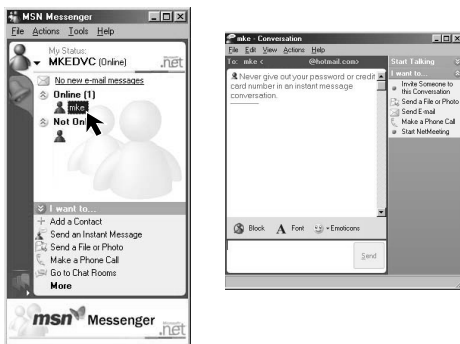 MSN Messenger
File Actions Tools Help
My Status:
MKEDVC (Online)
.net
No new e-mail messages
Online (1)
mke
Not Onl
I want to...
Add a Contact
Send an Instant Message
Send a File or Photo
Make a Phone Call
Go to Chat Rooms
More
msn Messenger
.net
mke - Conversation
File Edit View Actions Help
To: mke < @hotmail.com>
Never give out your password or credit
card number in an instant message
conversation.
Block A Font Emoticons
Send
Start Talking
I want to...
Invite Someone to
this Conversation
Send a File or Photo
Send E-mail
Make a Phone Call
Start NetMeeting